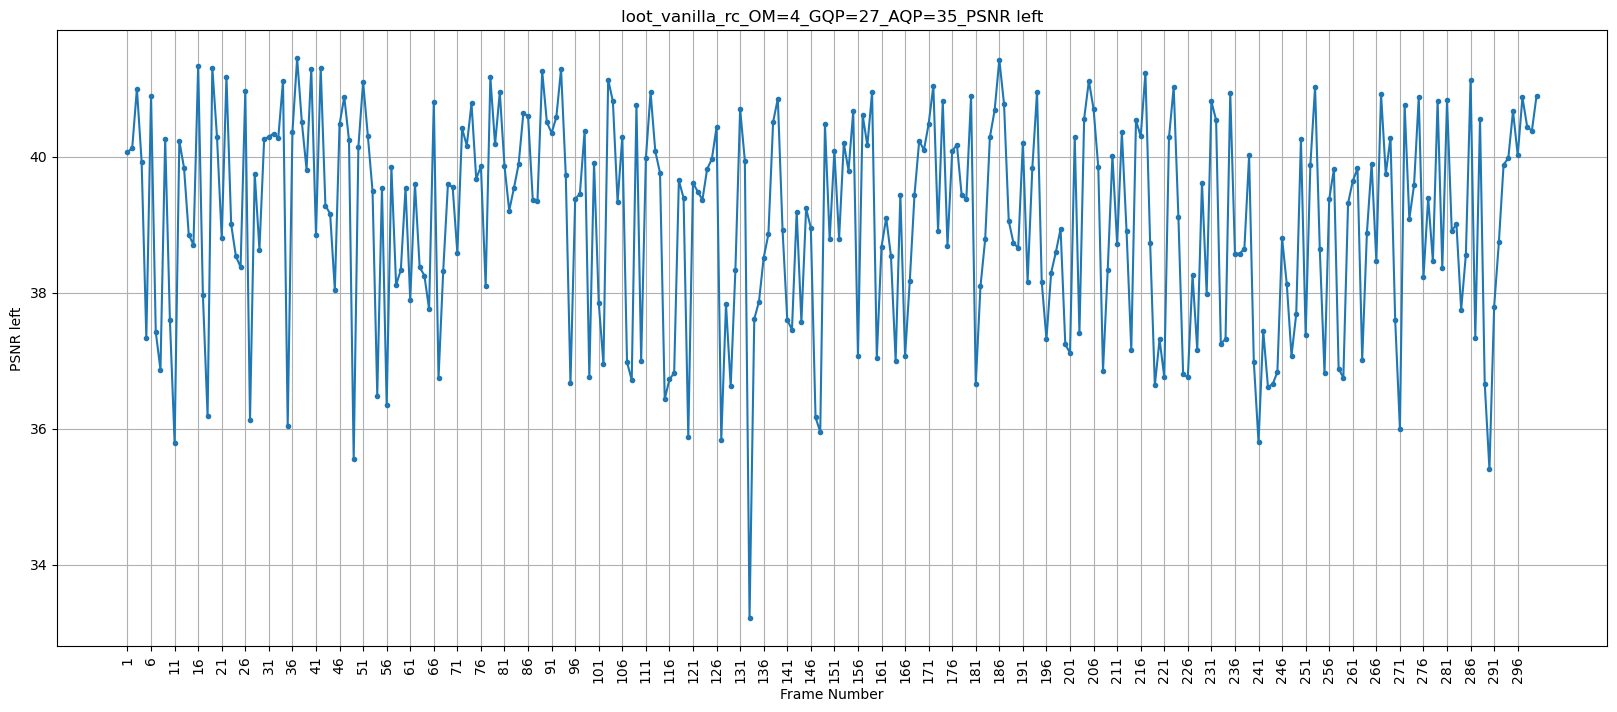 loot_vanilla_rc_OM=4_GQP=27_AQP=35_PSNR left
PSNR left
40
38
36
34
1 6 11 16 21 26 31 36 41 46 51 56 61 66 71 76 81 86 91 96 101 106 111 116 121 126 131 136 141 146 151 156 161 166 171 176 181 186 191 196 201 206 211 216 221 226 231 236 241 246 251 256 261 266 271 276 281 286 291 296
Frame Number